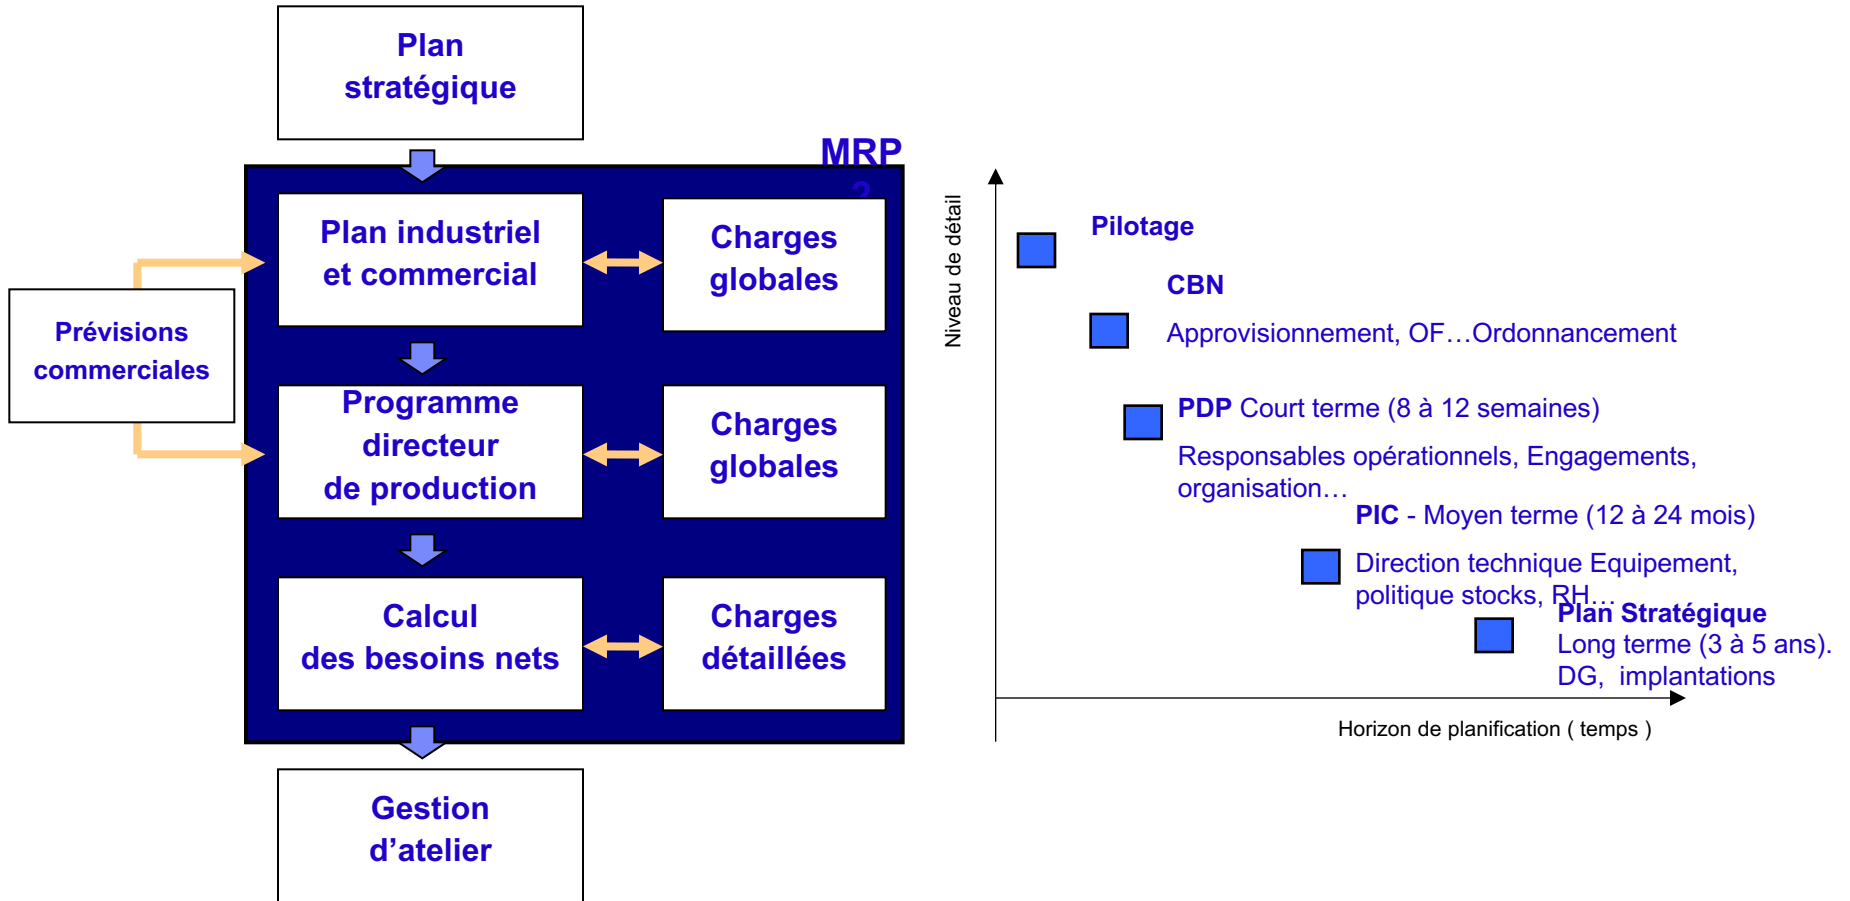 Plan
stratégique
MRP
2
Plan industriel
et commercial
Charges
globales
Prévisions
commerciales
Programme
directeur
de production
Charges
globales
Calcul
des besoins nets
Charges
détaillées
Gestion
d’atelier
Niveau de détail
Pilotage
CBN
Approvisionnement, OF…Ordonnancement
PDP Court terme (8 à 12 semaines)
Responsables opérationnels, Engagements,
organisation…
PIC - Moyen terme (12 à 24 mois)
Direction technique Equipement,
politique stocks, RH…
Plan Stratégique
Long terme (3 à 5 ans).
DG, implantations
Horizon de planification ( temps )